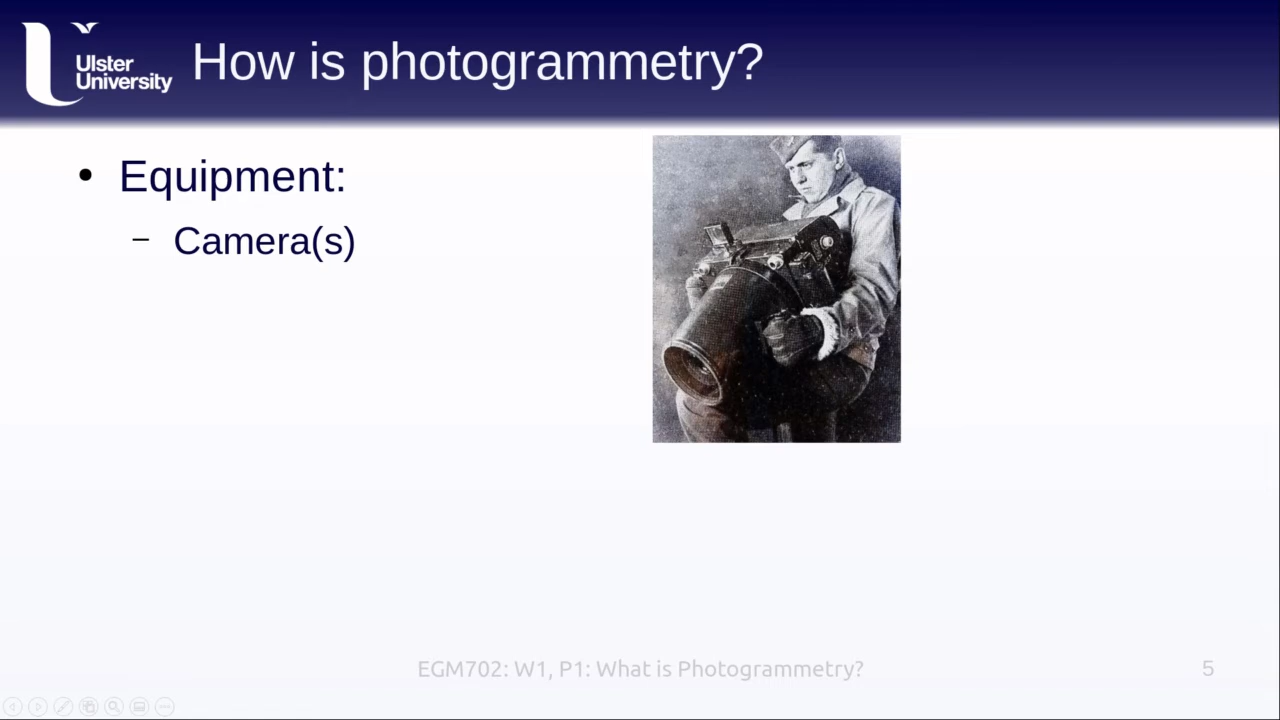 Ulster
University
How is photogrammetry?
• Equipment:
– Camera(s)
EGM702: W1, P1: What is Photogrammetry?
5